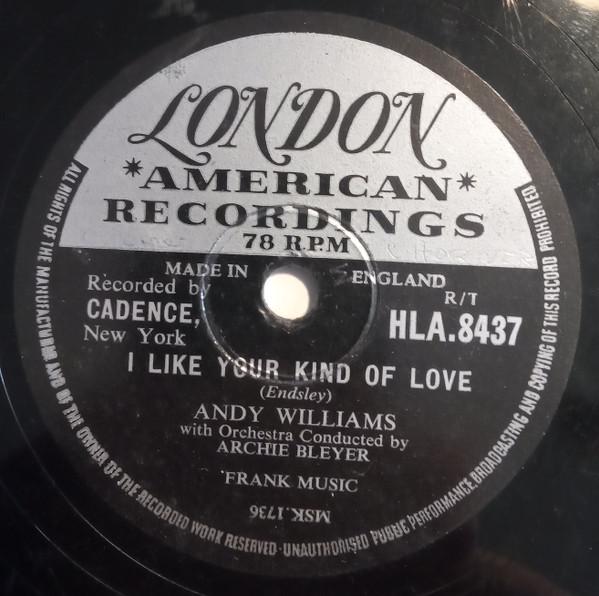 LONDON
*AMERICAN*
RECORDINGS
78 R.P.M
MADE IN ENGLAND
Recorded by
CADENCE,
New York
R/T
HLA.8437
I LIKE YOUR KIND OF LOVE
(Endsley)
ANDY WILLIAMS
with Orchestra Conducted by
ARCHIE BLEYER
FRANK MUSIC
MSK.1736
ALL RIGHTS OF THE MANUFACTURER AND OF THE OWNER OF THE RECORDED WORK RESERVED·UNAUTHORISED PUBLIC PERFORMANCE, BROADCASTING AND COPYING OF THIS RECORD PROHIBITED